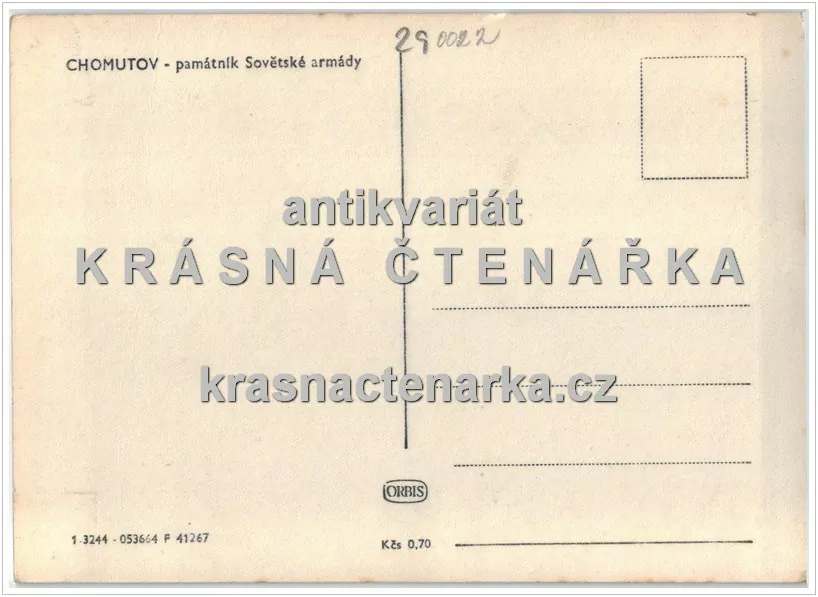 29 0022
CHOMUTOV - památník Sovětské armády
antikvariát
KRÁSNÁ ČTENÁŘKA
krasnactenarka.cz
ORBIS
1-3244 - 053664 F 41267
Kčs 0,70